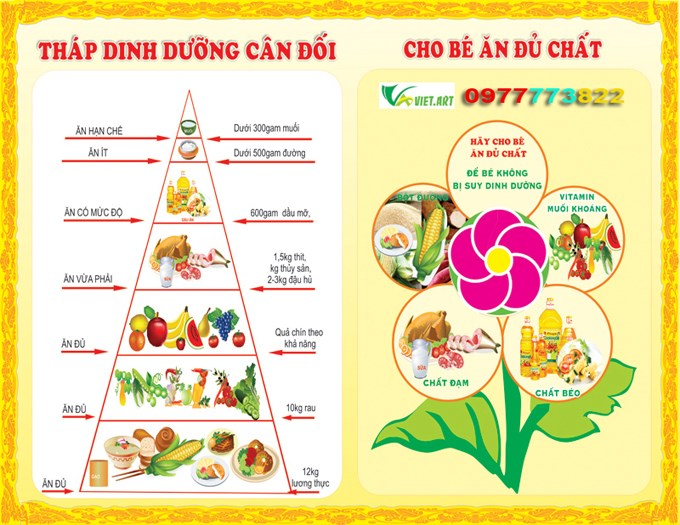 THÁP DINH DƯỠNG CÂN ĐỐI
ĂN HẠN CHẾ
Dưới 300gam muối
ĂN ÍT
Dưới 500gam đường
ĂN CÓ MỨC ĐỘ
600gam dầu mỡ,
ĂN VỪA PHẢI
1,5kg thịt,
kg thủy sản,
2-3kg đậu hủ
ĂN ĐỦ
Quả chín theo
khả năng
ĂN ĐỦ
10kg rau
ĂN ĐỦ
12kg
lương thực
CHO BÉ ĂN ĐỦ CHẤT
VIET.ART
0977773822
HÃY CHO BÉ
ĂN ĐỦ CHẤT
ĐỂ BÉ KHÔNG
BỊ SUY DINH DƯỠNG
BỘT ĐƯỜNG
VITAMIN
MUỐI KHOÁNG
CHẤT ĐẠM
CHẤT BÉO